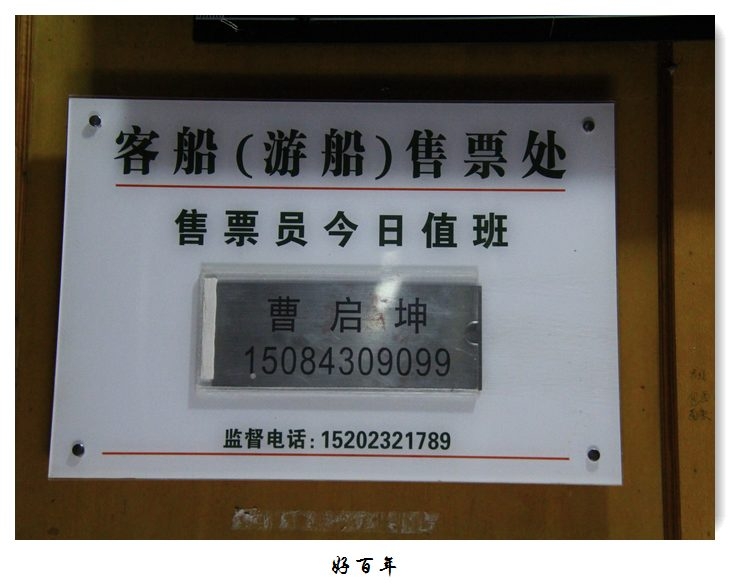 客船(游船)售票处
售票员今日值班
曹启坤
15084309099
监督电话:15202321789
好百年